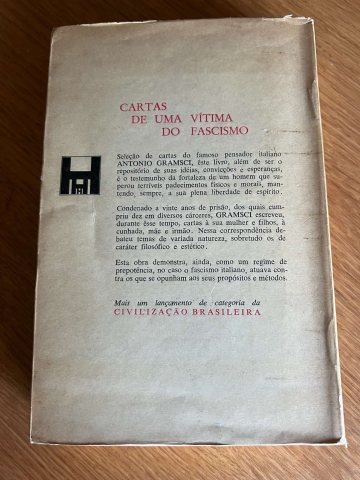 CARTAS
DE UMA VÍTIMA
DO FASCISMO
Seleção de cartas do famoso pensador italiano
ANTONIO GRAMSCI, êste livro, além de ser o
repositório de suas idéias, convicções e esperanças,
é o testemunho da fortaleza de um homem que su-
perou terríveis padecimentos físicos e morais, man-
tendo, sempre, a sua plena liberdade de espírito.
Condenado a vinte anos de prisão, dos quais cum-
priu dez em diversos cárceres, GRAMSCI escreveu,
durante êsse tempo, cartas à sua mulher e filhos, à
cunhada, mãe e irmão. Nessa correspondência de-
bateu temas de variada natureza, sobretudo os de
caráter filosófico e estético.
Esta obra demonstra, ainda, como um regime de
prepotência, no caso o fascismo italiano, atuava con-
tra os que se opunham aos seus propósitos e métodos.
Mais um lançamento de categoria da
CIVILIZAÇÃO BRASILEIRA